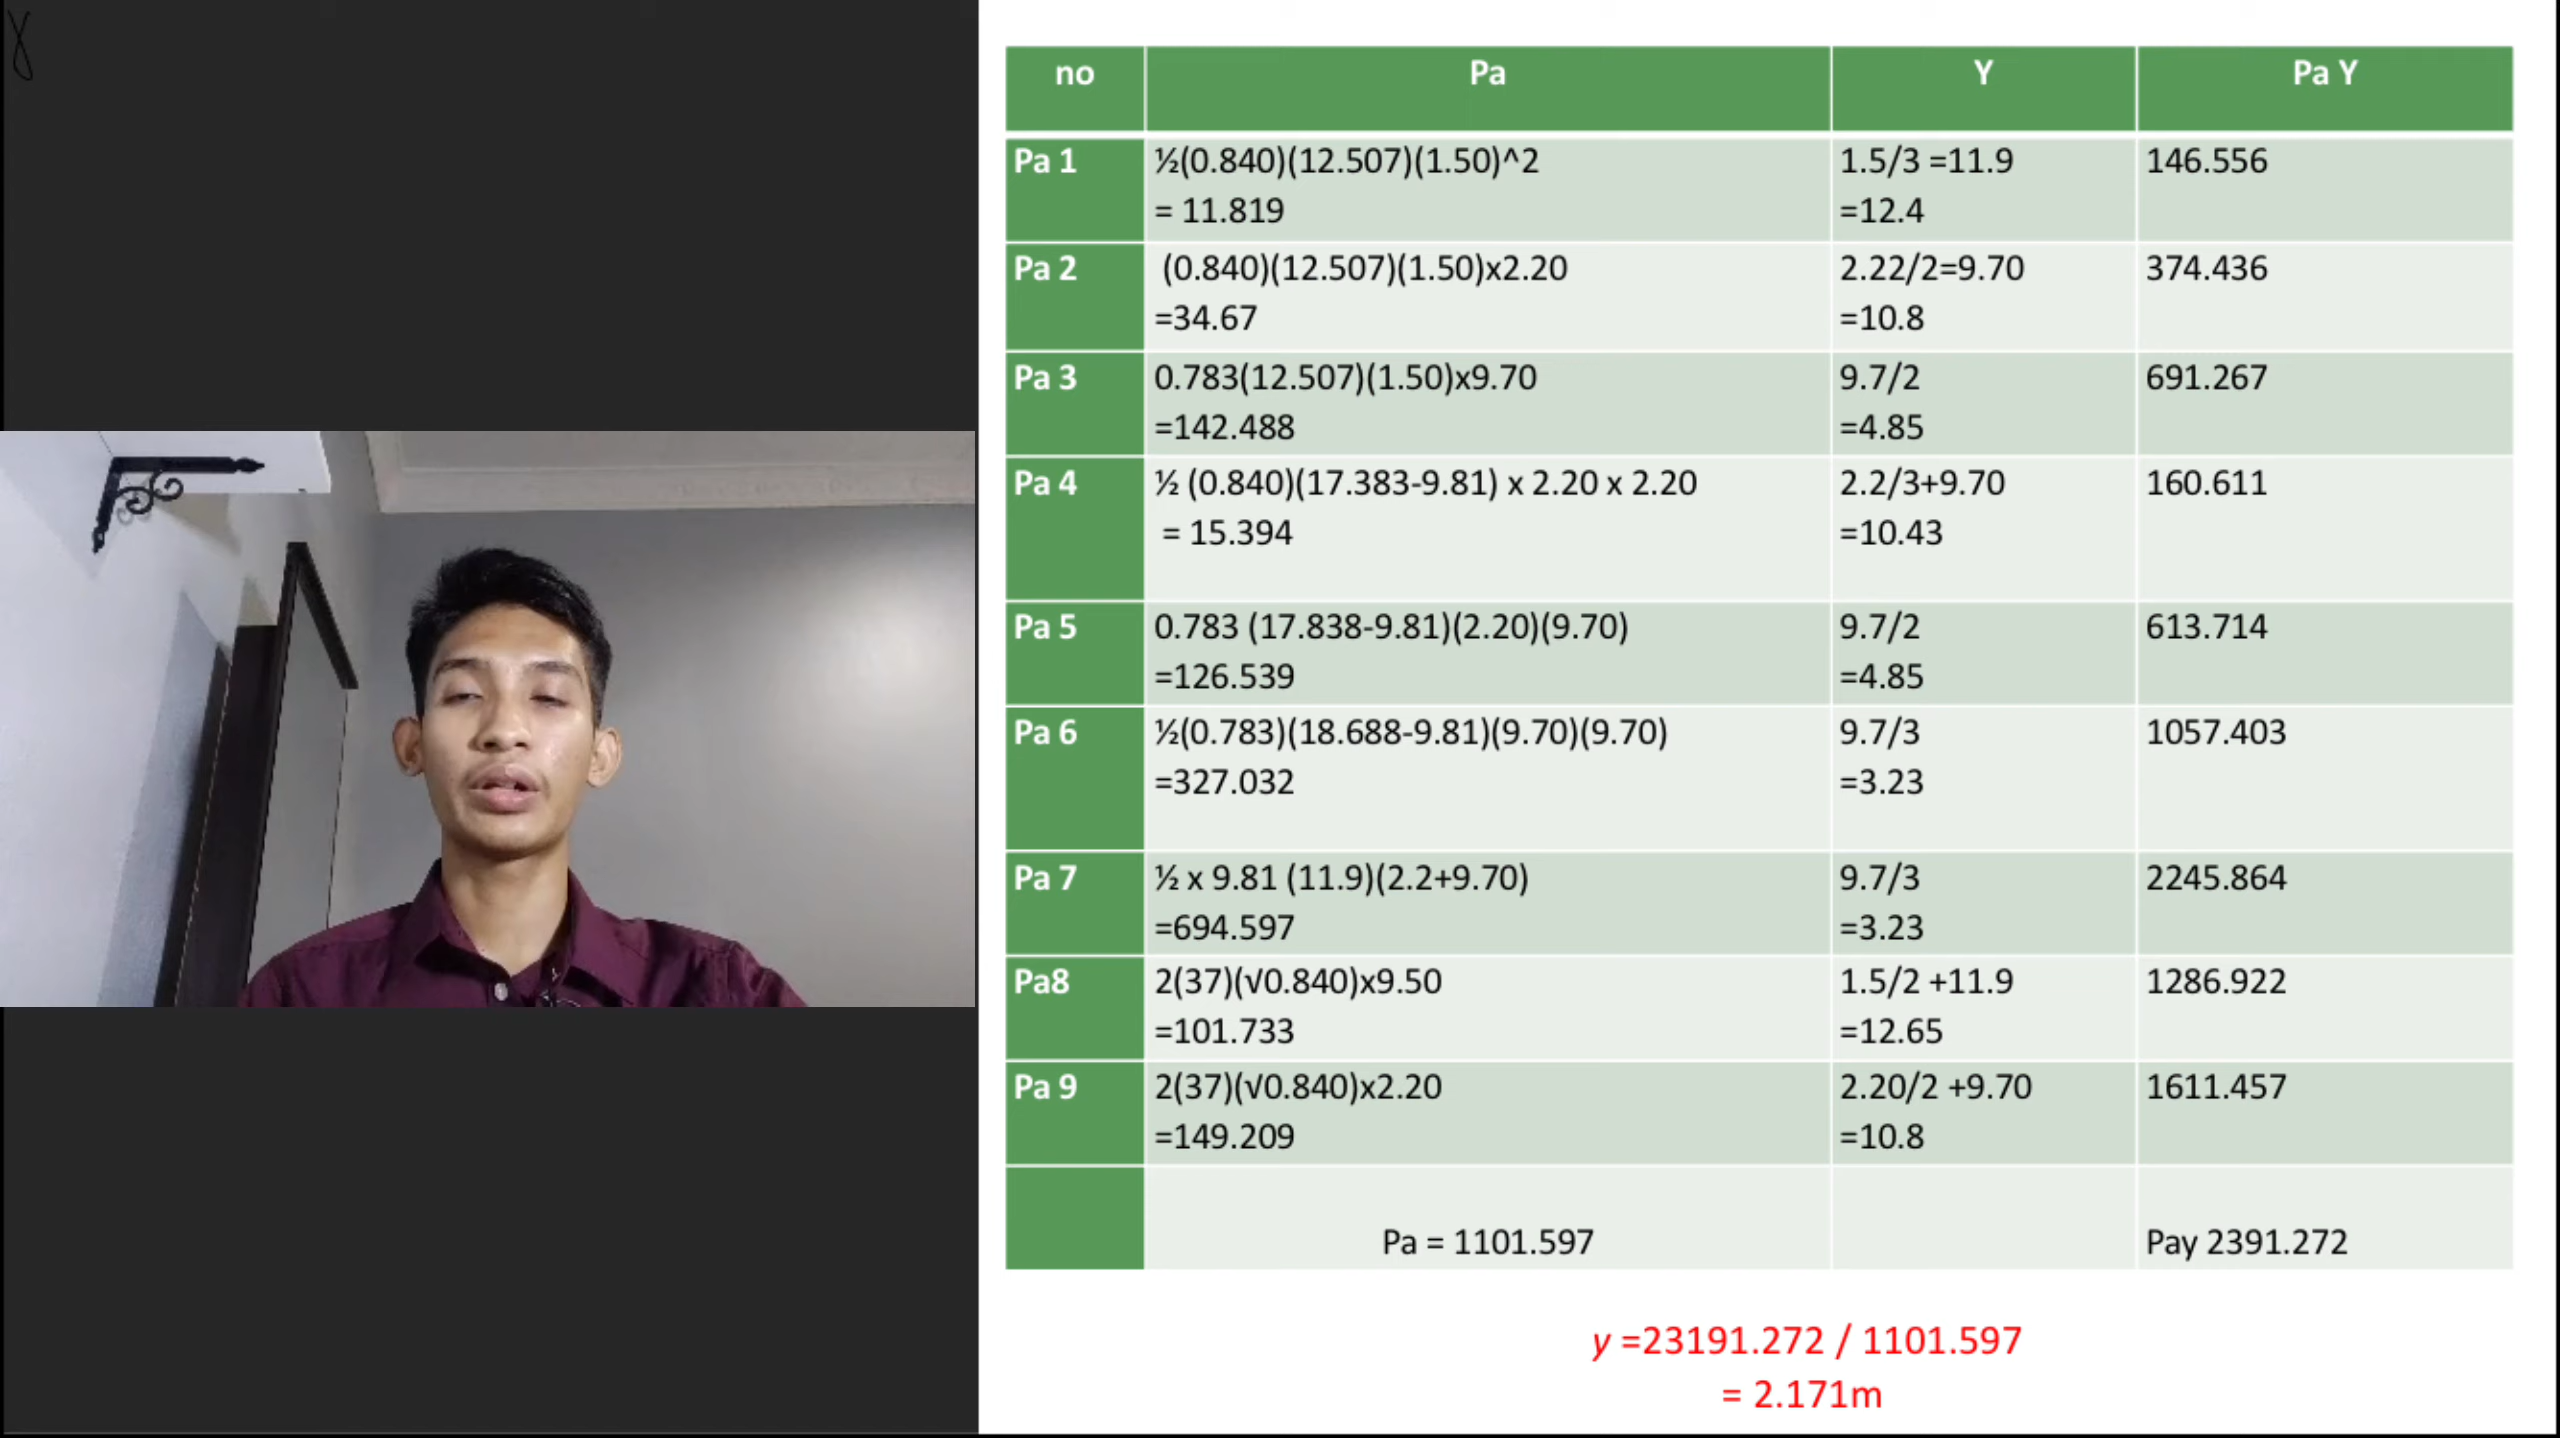 no Pa Y Pa Y
Pa 1 ½(0.840)(12.507)(1.50)^2 1.5/3 =11.9 146.556
= 11.819 =12.4
Pa 2 (0.840)(12.507)(1.50)x2.20 2.22/2=9.70 374.436
=34.67 =10.8
Pa 3 0.783(12.507)(1.50)x9.70 9.7/2 691.267
=142.488 =4.85
Pa 4 ½ (0.840)(17.383-9.81) x 2.20 x 2.20 2.2/3+9.70 160.611
= 15.394 =10.43
Pa 5 0.783 (17.838-9.81)(2.20)(9.70) 9.7/2 613.714
=126.539 =4.85
Pa 6 ½(0.783)(18.688-9.81)(9.70)(9.70) 9.7/3 1057.403
=327.032 =3.23
Pa 7 ½ x 9.81 (11.9)(2.2+9.70) 9.7/3 2245.864
=694.597 =3.23
Pa8 2(37)(√0.840)x9.50 1.5/2 +11.9 1286.922
=101.733 =12.65
Pa 9 2(37)(√0.840)x2.20 2.20/2 +9.70 1611.457
=149.209 =10.8
Pa = 1101.597 Pay 2391.272
y =23191.272 / 1101.597
= 2.171m